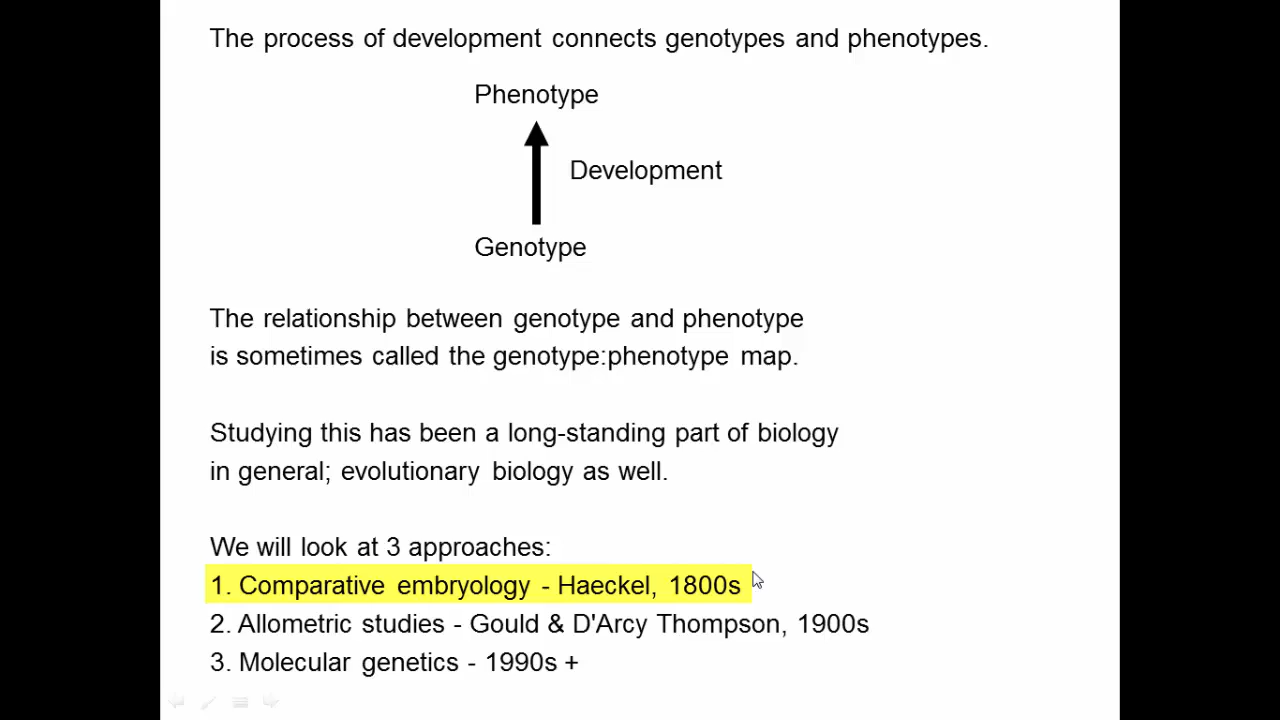 The process of development connects genotypes and phenotypes.
Phenotype
Development
Genotype
The relationship between genotype and phenotype
is sometimes called the genotype:phenotype map.
Studying this has been a long-standing part of biology
in general; evolutionary biology as well.
We will look at 3 approaches:
1. Comparative embryology - Haeckel, 1800s
2. Allometric studies - Gould & D'Arcy Thompson, 1900s
3. Molecular genetics - 1990s +